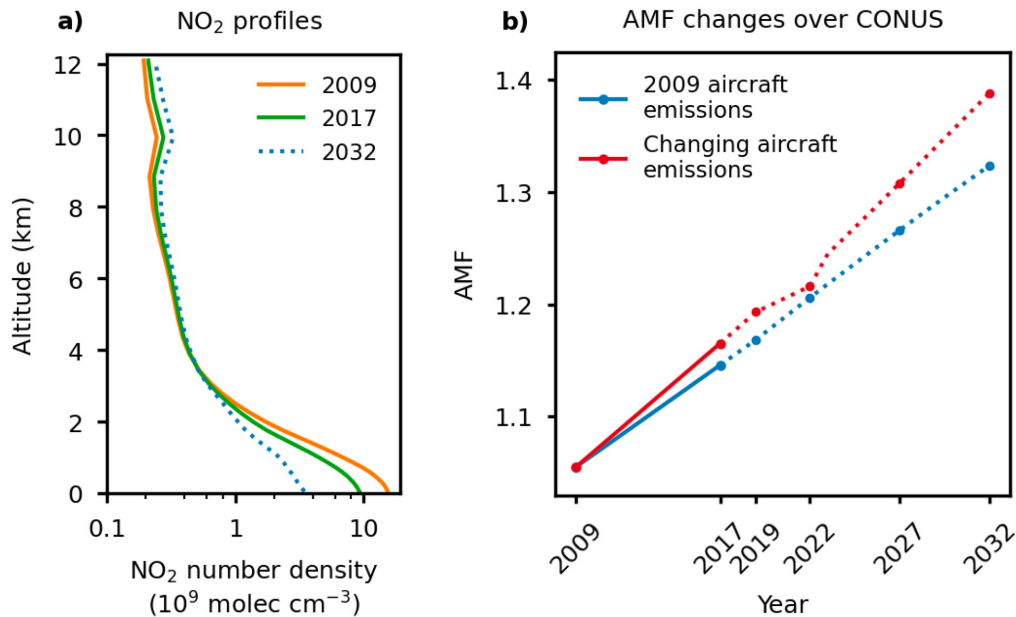 a) NO₂ profiles
12
10
8
6
4
2
0
Altitude (km)
2009
2017
2032
0.1 1 10
NO₂ number density
(10⁹ molec cm⁻³)
b) AMF changes over CONUS
1.4
1.3
1.2
1.1
AMF
2009 aircraft
emissions
Changing aircraft
emissions
2009 2017 2019 2022 2027 2032
Year